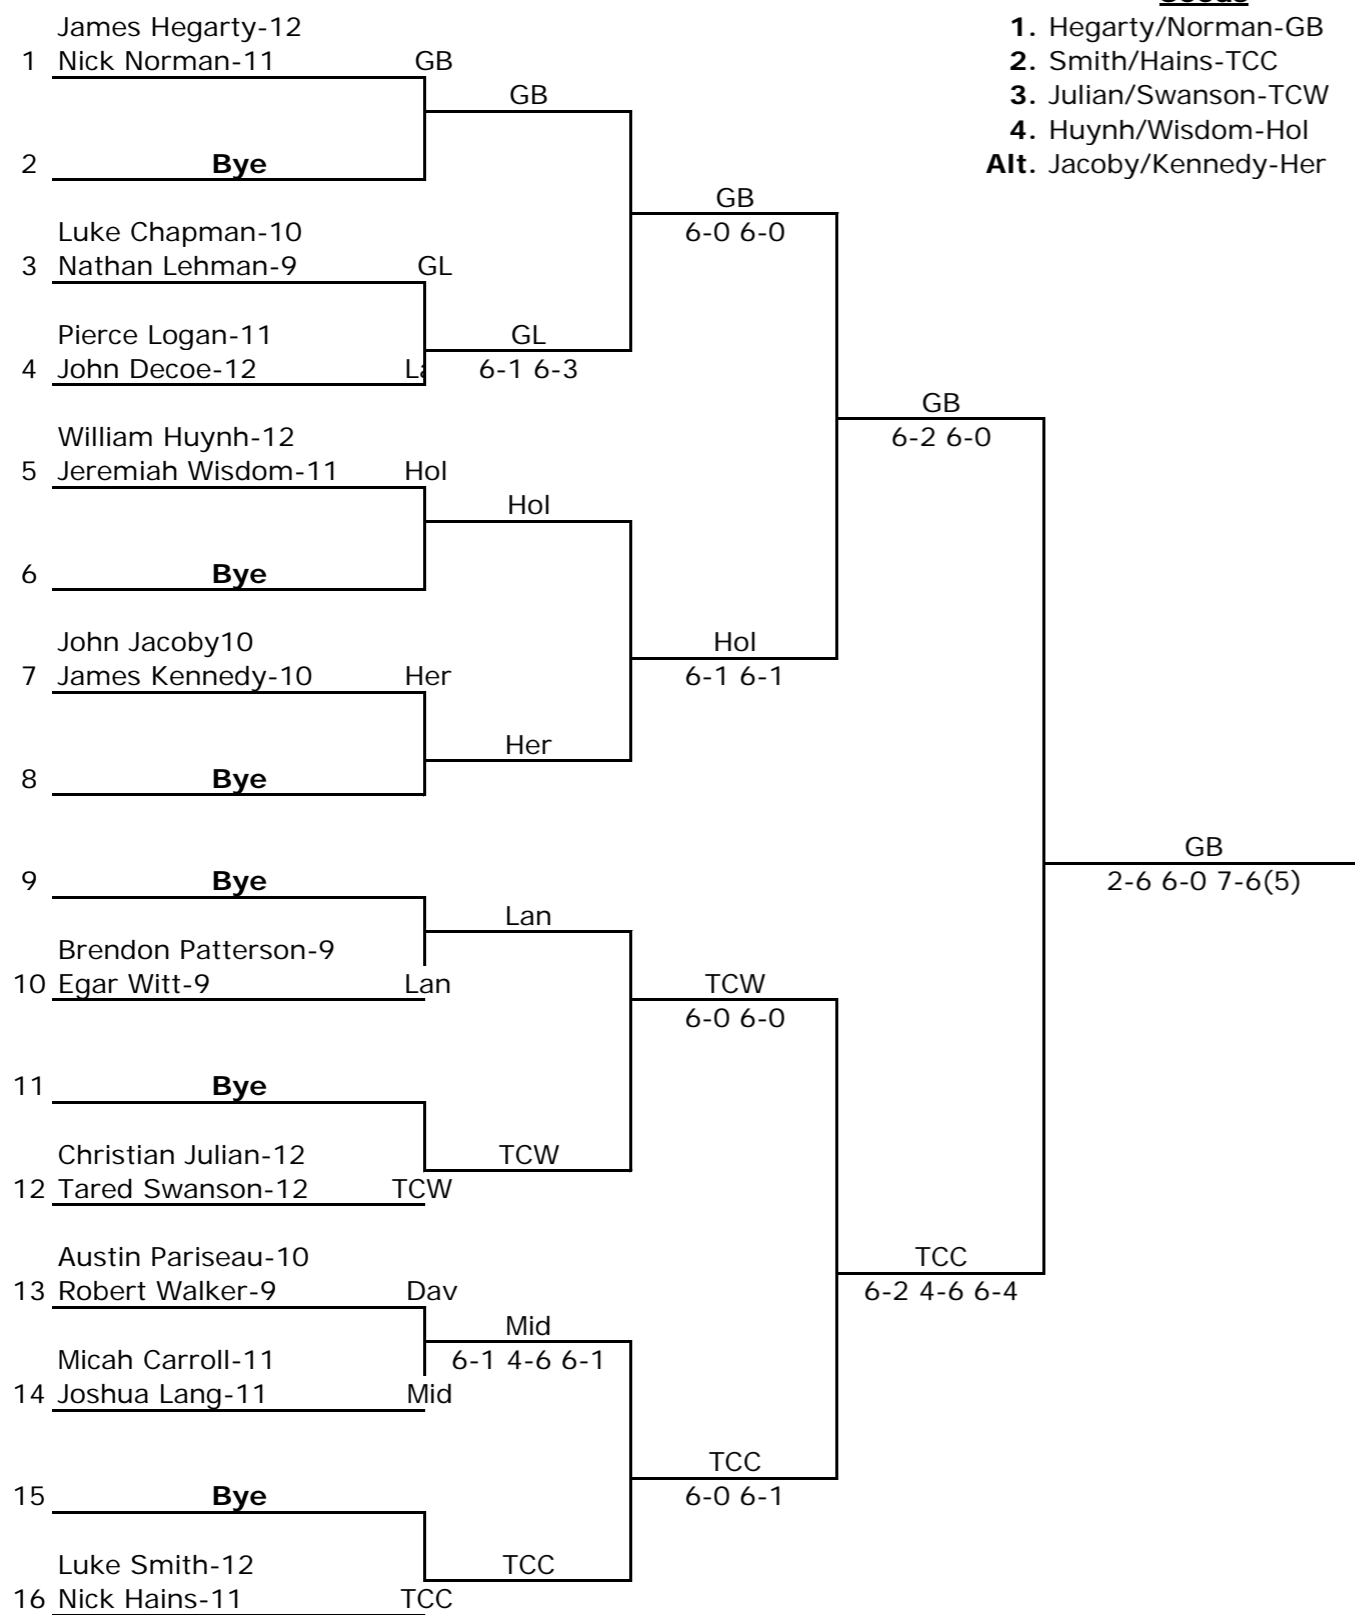 James Hegarty-12
1 Nick Norman-11 GB
GB
2 Bye
GB
6-0 6-0
Luke Chapman-10
3 Nathan Lehman-9 GL
Pierce Logan-11
GL
4 John Decoe-12
6-1 6-3
GB
6-2 6-0
William Huynh-12
5 Jeremiah Wisdom-11 Hol
Hol
6 Bye
Hol
6-1 6-1
John Jacoby10
7 James Kennedy-10 Her
Her
8 Bye
GB
2-6 6-0 7-6(5)
9 Bye
Lan
Brendon Patterson-9
10 Egar Witt-9 Lan
TCW
6-0 6-0
11 Bye
Christian Julian-12
TCW
12 Tared Swanson-12 TCW
TCC
6-2 4-6 6-4
Austin Pariseau-10
13 Robert Walker-9 Dav
Mid
6-1 4-6 6-1
Micah Carroll-11
14 Joshua Lang-11 Mid
TCC
6-0 6-1
15 Bye
Luke Smith-12
TCC
16 Nick Hains-11 TCC
1. Hegarty/Norman-GB
2. Smith/Hains-TCC
3. Julian/Swanson-TCW
4. Huynh/Wisdom-Hol
Alt. Jacoby/Kennedy-Her